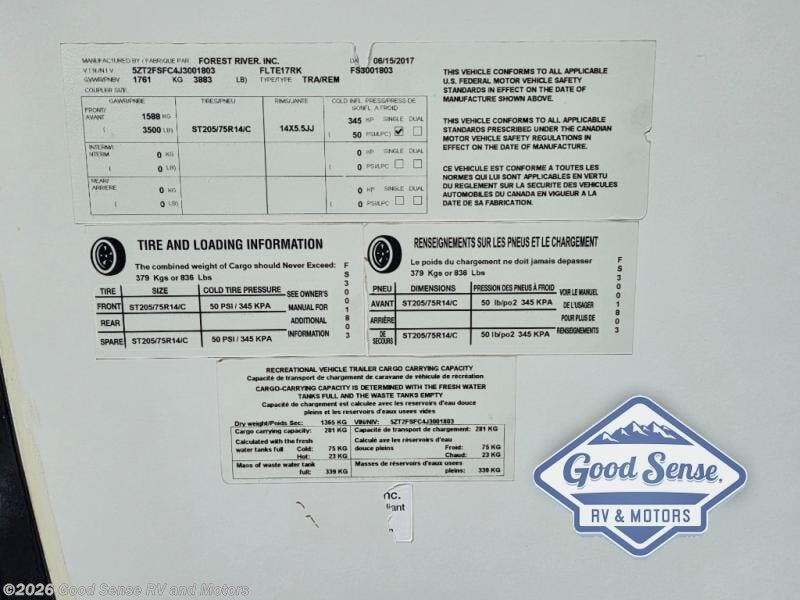 MANUFACTURED BY / FABRIQUE PAR FOREST RIVER, INC. 06/15/2017
V I N / N I V 5ZT2FSFC4J3001803 FLTE17RK FS3001803
GVWR/PNBV 1761 KG 3883 LB) TYPE/TYPE TRA/REM
COUPLER SIZE
GAWR/PNBE TIRES/PNEU RIMS/JANTE COLD INFL. PRESS/PRESS DE GONFL. A FROID
FRONT/ AVANT 1588 KG 345 KP SINGLE DUAL
( 3500 LB) ST205/75R14/C 14X5.5JJ ( 50 PSI/LPC)
INTERM/ NTERM 0 KG 0 KP SINGLE DUAL
( 0 LB) ( 0 PSI/LPC
REAR/ ARRIERE 0 KG 0 KP SINGLE DUAL
( 0 LB) ( 0 PSI/LPC
THIS VEHICLE CONFORMS TO ALL APPLICABLE
U.S. FEDERAL MOTOR VEHICLE SAFETY
STANDARDS IN EFFECT ON THE DATE OF
MANUFACTURE SHOWN ABOVE.
THIS VEHICLE CONFORMS TO ALL APPLICABLE
STANDARDS PRESCRIBED UNDER THE CANADIAN
MOTOR VEHICLE SAFETY REGULATIONS IN
EFFECT ON THE DATE OF MANUFACTURE.
CE VEHICULE EST CONFORME A TOUTES LES
NORMES QUI LUI SONT APPLICABLES EN VERTU
DU REGLEMENT SUR LA SECURITE DES VEHICULES
AUTOMOBILES DU CANADA EN VIGUEUR A LA
DATE DE SA FABRICATION.
TIRE AND LOADING INFORMATION
The combined weight of Cargo should Never Exceed:
379 Kgs or 836 Lbs
TIRE SIZE COLD TIRE PRESSURE SEE OWNER'S
FRONT ST205/75R14/C 50 PSI / 345 KPA MANUAL FOR
REAR ADDITIONAL
SPARE ST205/75R14/C 50 PSI / 345 KPA INFORMATION
FS3001803
RENSEIGNEMENTS SUR LES PNEUS ET LE CHARGEMENT
Le poids du chargement ne doit jamais depasser
379 Kgs or 836 Lbs
PNEU DIMENSIONS PRESSION DES PNEUS À FROID VOIR LE MANUEL
AVANT ST205/75R14/C 50 lb/po2 345 KPA DE L'USAGER
ARRIÈRE POUR PLUS DE
DE SECOURS ST205/75R14/C 50 lb/po2 345 KPA RENSEIGNEMENTS
FS3001803
RECREATIONAL VEHICLE TRAILER CARGO CARRYING CAPACITY
Capacité de transport de chargement de caravane de véhicule de récréation
CARGO-CARRYING CAPACITY IS DETERMINED WITH THE FRESH WATER
TANKS FULL AND THE WASTE TANKS EMPTY
Capacité de chargement est calculee avec les reservoirs d'eau douce
pleins et les reservoirs d'eaux usees vides
Dry weight/Poids Sec: 1365 KG VIN/NIV: 5ZT2FSFC4J3001803
Cargo carrying capacity: 281 KG Capacité de transport de chargement: 281 KG
Calculated with the fresh Calculé ave les réservoirs d'eau
water tanks full Cold: 75 KG douce pleins Froid: 75 KG
Hot: 23 KG Chaud: 23 KG
Mass of waste water tank Masses de réservoirs d'eaux usees
full: 339 KG pleins: 339 KG
nc.
Good Sense
RV & MOTORS
©2026 Good Sense RV and Motors